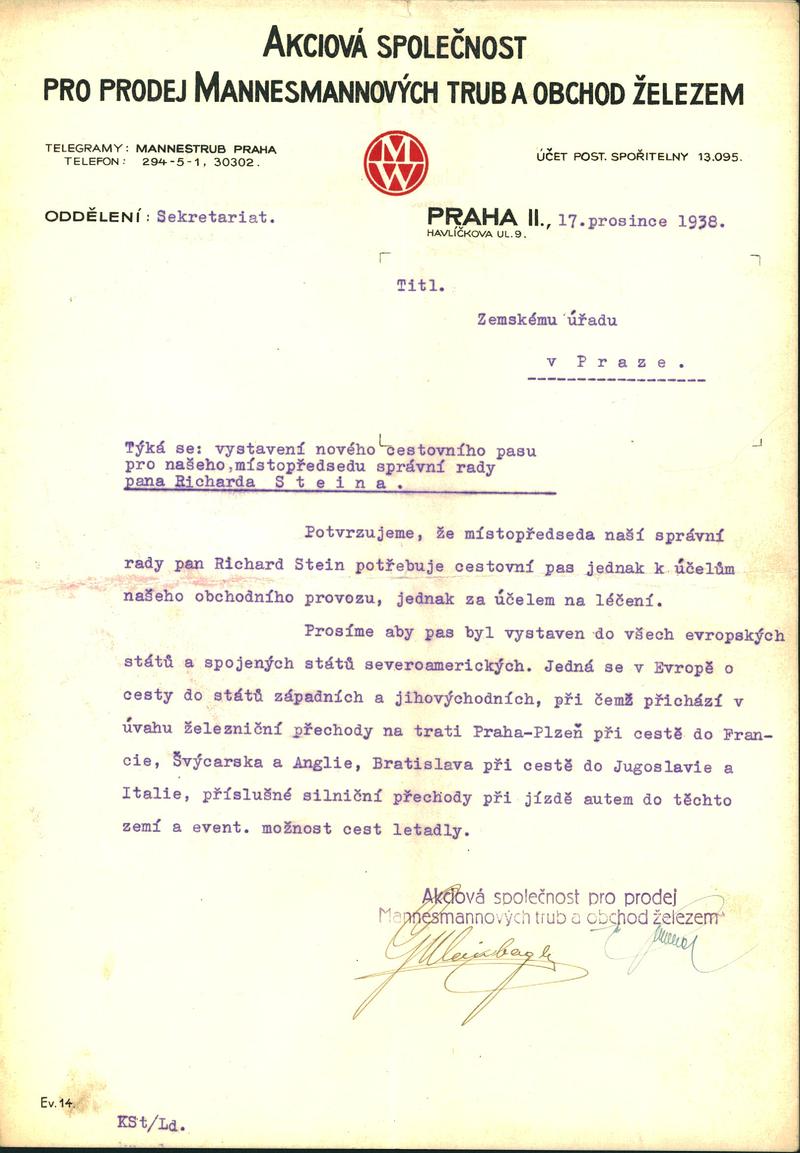 AKCIOVÁ SPOLEČNOST
PRO PRODEJ MANNESMANNOVÝCH TRUB A OBCHOD ŽELEZEM
TELEGRAMY: MANNESTRUB PRAHA
TELEFON: 294-5-1, 30302.
MW
ÚČET POST. SPOŘITELNY 13.095.
ODDĚLENÍ: Sekretariat.
PRAHA II., 17.prosince 1938.
HAVLÍČKOVA UL. 9.
Titl.
Zemskému úřadu
v Praze.
Týká se: vystavení nového cestovního pasu
pro našeho místopředsedu správní rady
pana Richarda Steina.
Potvrzujeme, že místopředseda naší správní
rady pan Richard Stein potřebuje cestovní pas jednak k účelům
našeho obchodního provozu, jednak za účelem na léčení.
Prosíme aby pas byl vystaven do všech evropských
států a spojených států severoamerických. Jedná se v Evropě o
cesty do států západních a jihovýchodních, při čemž přichází v
úvahu železniční přechody na trati Praha-Plzeň při cestě do Fran-
cie, Švýcarska a Anglie, Bratislava při cestě do Jugoslavie a
Italie, příslušné silniční přechody při jízdě autem do těchto
zemí a event. možnost cest letadly.
Akciová společnost pro prodej
Mannesmannových trub a obchod železem
Ev. 14.
KSt/Ld.